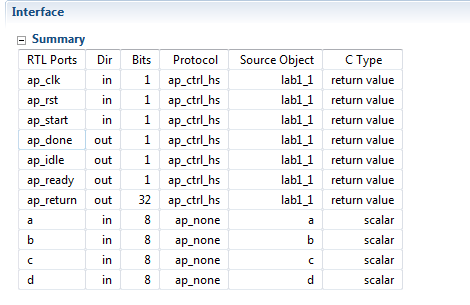 Interface
Summary
RTL Ports Dir Bits Protocol Source Object C Type
ap_clk in 1 ap_ctrl_hs lab1_1 return value
ap_rst in 1 ap_ctrl_hs lab1_1 return value
ap_start in 1 ap_ctrl_hs lab1_1 return value
ap_done out 1 ap_ctrl_hs lab1_1 return value
ap_idle out 1 ap_ctrl_hs lab1_1 return value
ap_ready out 1 ap_ctrl_hs lab1_1 return value
ap_return out 32 ap_ctrl_hs lab1_1 return value
a in 8 ap_none a scalar
b in 8 ap_none b scalar
c in 8 ap_none c scalar
d in 8 ap_none d scalar